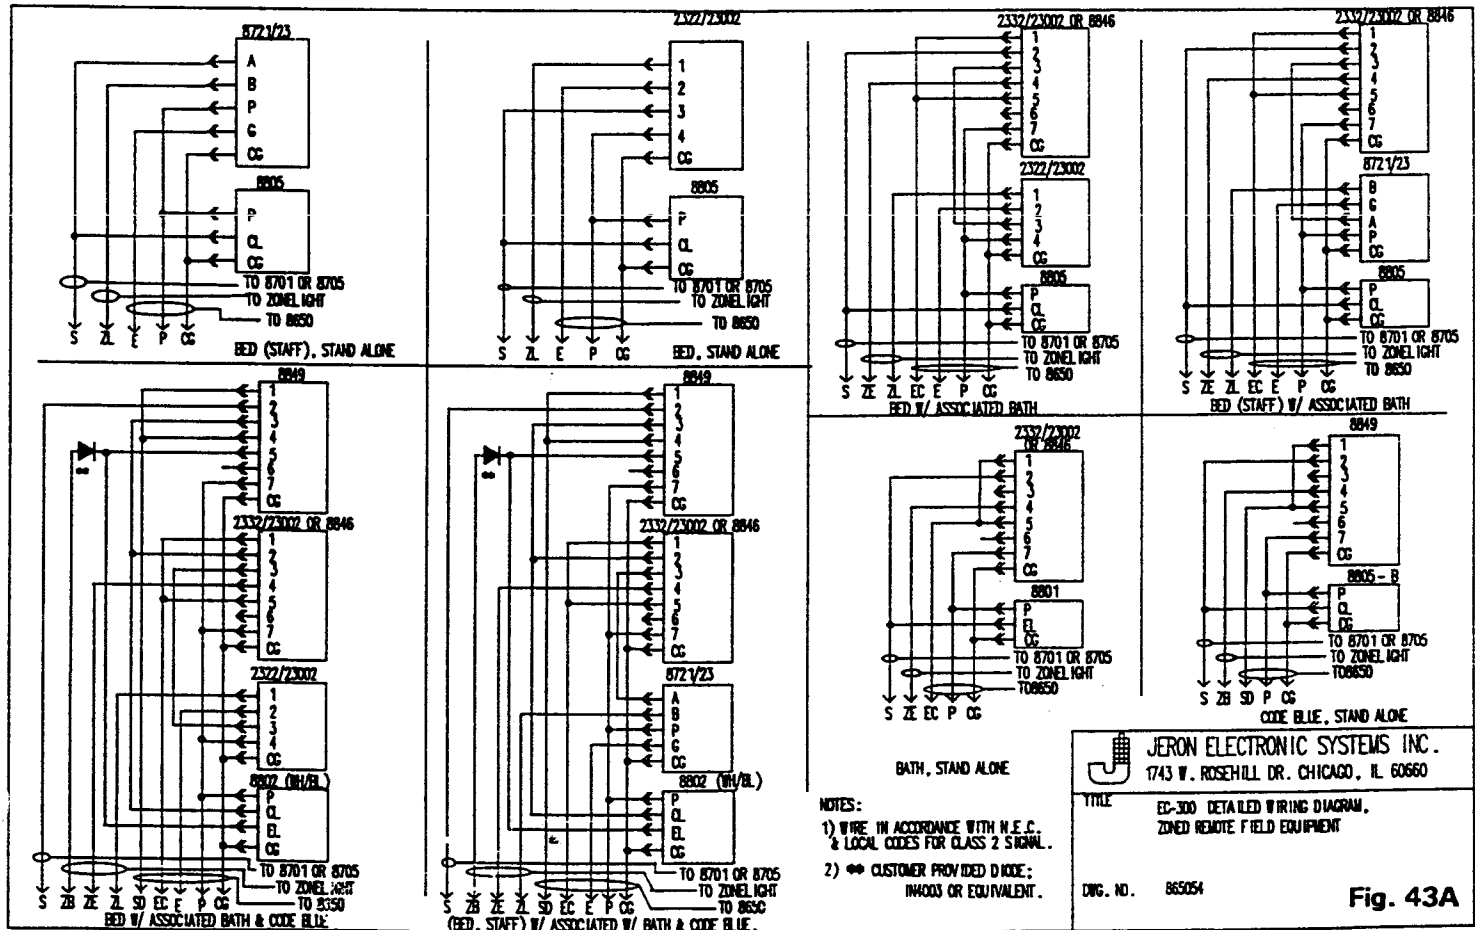 8721/23
A
B
P
G
CG
8805
P
CL
CG
TO 8701 OR 8705
TO ZONELIGHT
TO 8650
S ZL E P CG
BED (STAFF), STAND ALONE
2322/23002
1
2
3
4
CG
8805
P
CL
CG
TO 8701 OR 8705
TO ZONELIGHT
TO 8650
S ZL E P CG
BED, STAND ALONE
2332/23002 OR 8846
1
2
3
4
5
6
7
CG
2322/23002
1
2
3
4
CG
8805
P
CL
CG
TO 8701 OR 8705
TO ZONELIGHT
TO 8650
S ZE ZL EC E P CG
BED W/ ASSOCIATED BATH
2332/23002 OR 8846
1
2
3
4
5
6
7
CG
8721/23
B
G
A
P
CG
8805
P
CL
CG
TO 8701 OR 8705
TO ZONELIGHT
TO 8650
S ZE ZL EC E P CG
BED (STAFF) W/ ASSOCIATED BATH
8849
1
2
3
4
5
6
7
CG
**
2332/23002 OR 8846
1
2
3
4
5
6
7
CG
2322/23002
1
2
3
4
CG
8802 (WH/BL)
P
CL
EL
CG
TO 8701 OR 8705
TO ZONELIGHT
TO 8350
S ZB ZE ZL SD EC E P CG
BED W/ ASSOCIATED BATH & CODE BLUE
8849
1
2
3
4
5
6
7
CG
**
2332/23002 OR 8846
1
2
3
4
5
6
7
CG
8721/23
A
B
P
G
CG
8802 (WH/BL)
P
CL
EL
CG
TO 8701 OR 8705
TO ZONELIGHT
TO 865C
S ZB ZE ZL SD EC E P CG
(BED, STAFF) W/ ASSOCIATED W/ BATH & CODE BLUE.
2332/23002
OR 8846
1
2
3
4
5
6
7
CG
8801
P
EL
CG
TO 8701 OR 8705
TO ZONELIGHT
TO8650
S ZE EC P CG
BATH, STAND ALONE
8849
1
2
3
4
5
6
7
CG
8805 - B
P
CL
CG
TO 8701 OR 8705
TO ZONELIGHT
TO8650
S ZB SD P CG
CODE BLUE, STAND ALONE
NOTES:
1) WIRE IN ACCORDANCE WITH N.E.C.
& LOCAL CODES FOR CLASS 2 SIGNAL.
2) ** CUSTOMER PROVIDED DIODE;
IN4003 OR EQUIVALENT.
JERON ELECTRONIC SYSTEMS INC.
1743 W. ROSEHILL DR. CHICAGO, IL 60660
TITLE
EC-300 DETAILED WIRING DIAGRAM,
ZONED REMOTE FIELD EQUIPMENT
DWG. NO. 865054
Fig. 43A